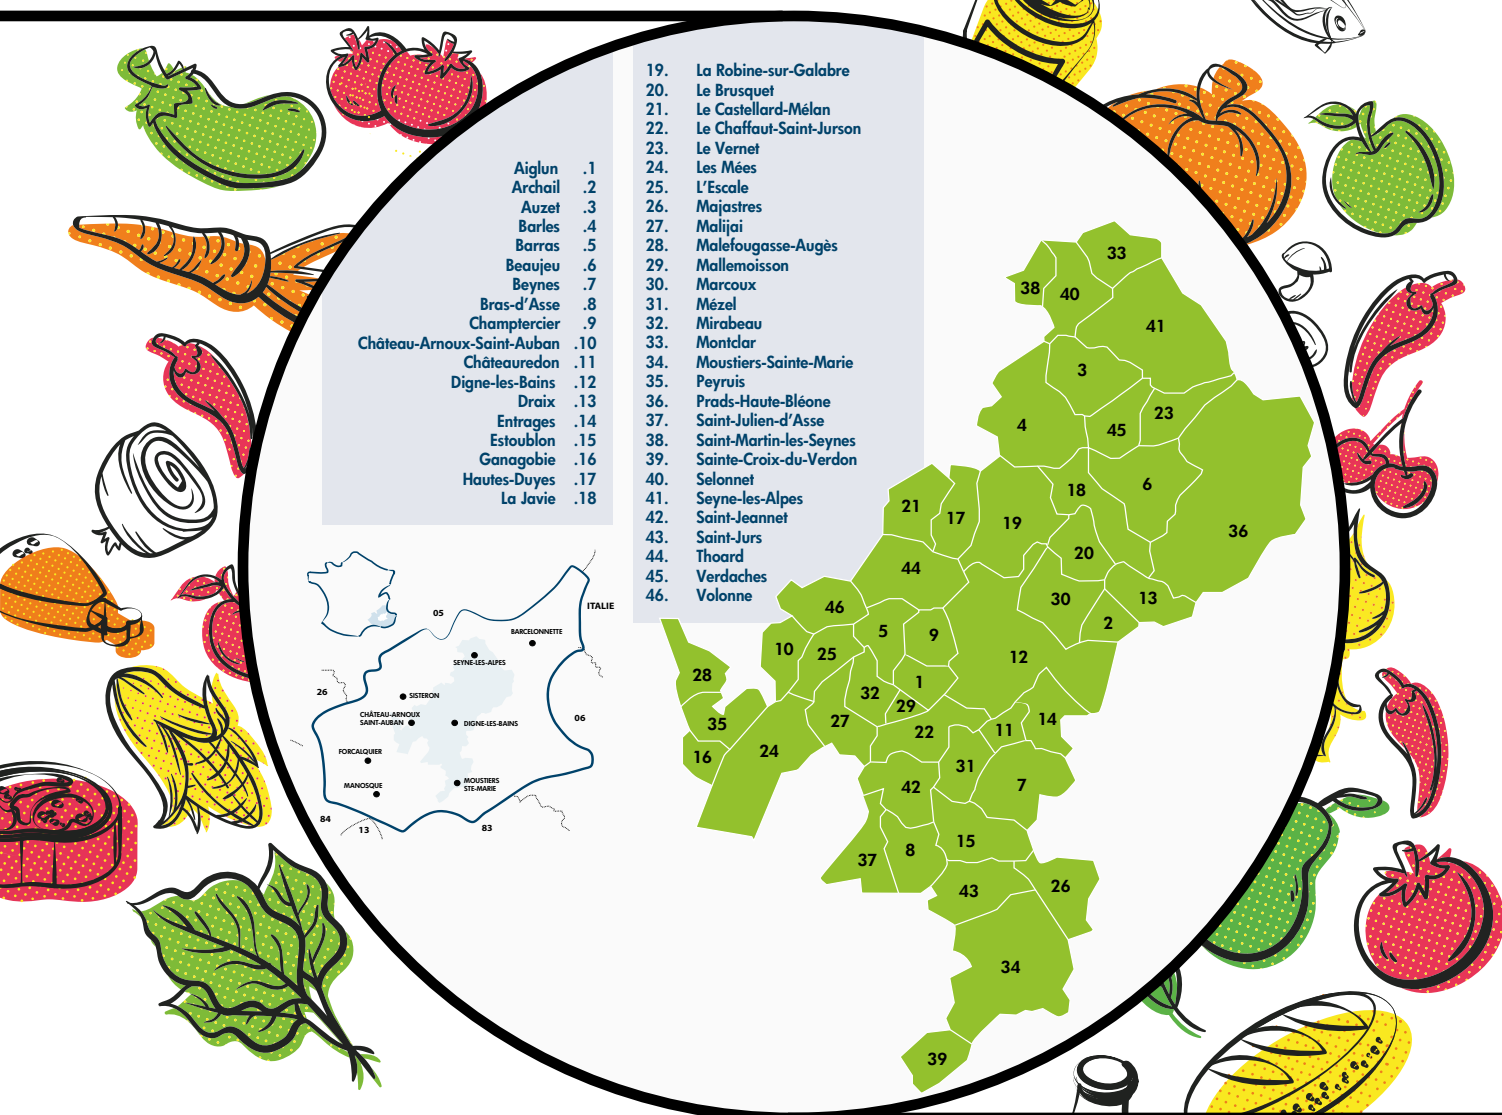 Aiglun .1
Archail .2
Auzet .3
Barles .4
Barras .5
Beaujeu .6
Beynes .7
Bras-d’Asse .8
Champtercier .9
Château-Arnoux-Saint-Auban .10
Châteauredon .11
Digne-les-Bains .12
Draix .13
Entrages .14
Estoublon .15
Ganagobie .16
Hautes-Duyes .17
La Javie .18
19. La Robine-sur-Galabre
20. Le Brusquet
21. Le Castellard-Mélan
22. Le Chaffaut-Saint-Jurson
23. Le Vernet
24. Les Mées
25. L’Escale
26. Majastres
27. Malijai
28. Malefougasse-Augès
29. Mallemoisson
30. Marcoux
31. Mézel
32. Mirabeau
33. Montclar
34. Moustiers-Sainte-Marie
35. Peyruis
36. Prads-Haute-Bléone
37. Saint-Julien-d’Asse
38. Saint-Martin-les-Seynes
39. Sainte-Croix-du-Verdon
40. Selonnet
41. Seyne-les-Alpes
42. Saint-Jeannet
43. Saint-Jurs
44. Thoard
45. Verdaches
46. Volonne
33
38
40
41
3
23
4
45
6
18
21
17
19
36
20
44
13
30
46
2
5
9
10
25
12
28
1
32
29
14
35
27
22
11
24
16
31
7
42
15
8
37
26
43
34
39
ITALIE
05
BARCELONNETTE
SEYNE-LES-ALPES
26
SISTERON
CHÂTEAU-ARNOUX
SAINT-AUBAN
DIGNE-LES-BAINS
06
FORCALQUIER
MANOSQUE
MOUSTIERS
STE-MARIE
84
13
83